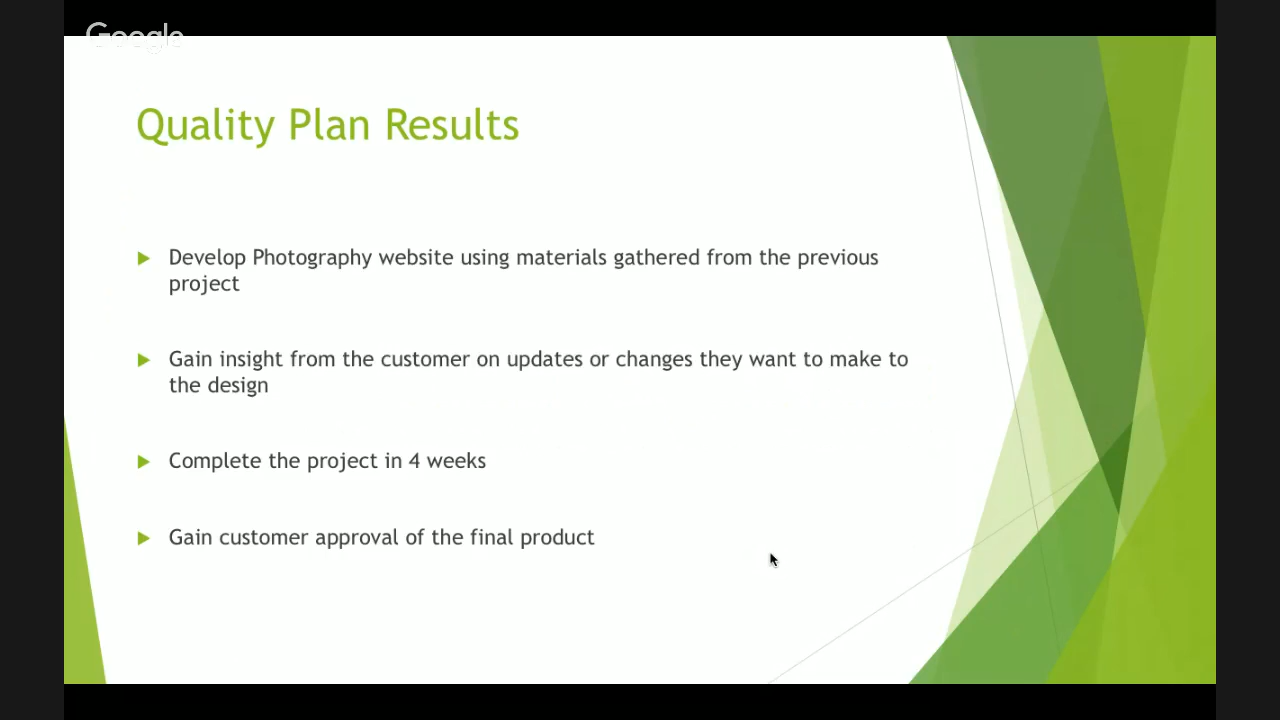 Google
Quality Plan Results
Develop Photography website using materials gathered from the previous
project
Gain insight from the customer on updates or changes they want to make to
the design
Complete the project in 4 weeks
Gain customer approval of the final product